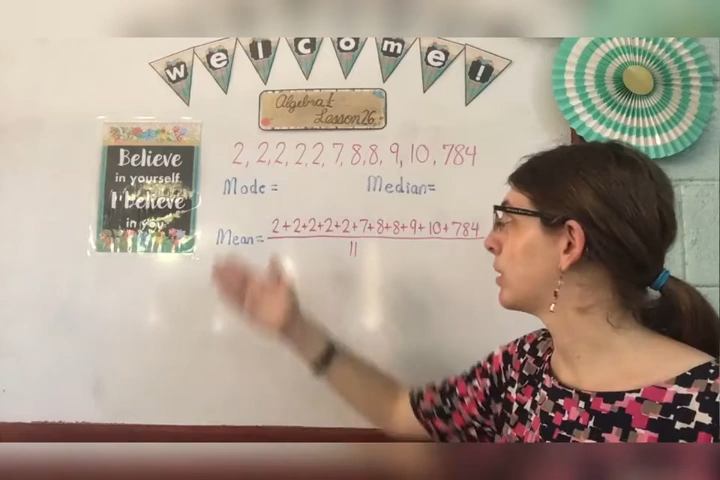 welcome!
Algebra 1:
Lesson 26
Believe
in yourself
I believe
in you
2, 2, 2, 2, 2, 7, 8, 8, 9, 10, 784
Mode =
Median=
Mean= 2+2+2+2+2+7+8+8+9+10+784
11